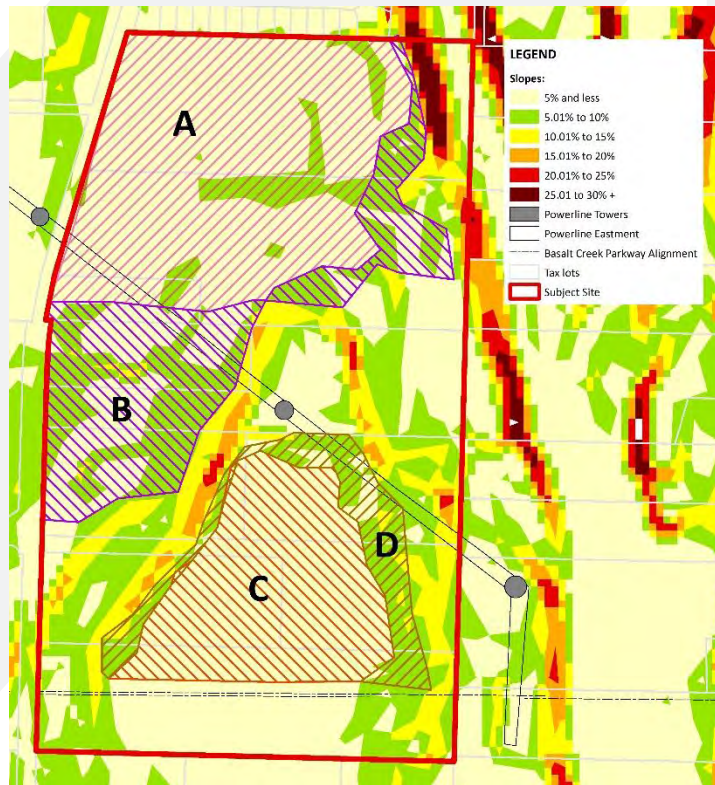 LEGEND
Slopes:
5% and less
5.01% to 10%
10.01% to 15%
15.01% to 20%
20.01% to 25%
25.01 to 30% +
Powerline Towers
Powerline Eastment
Basalt Creek Parkway Alignment
Tax lots
Subject Site
A
B
C
D